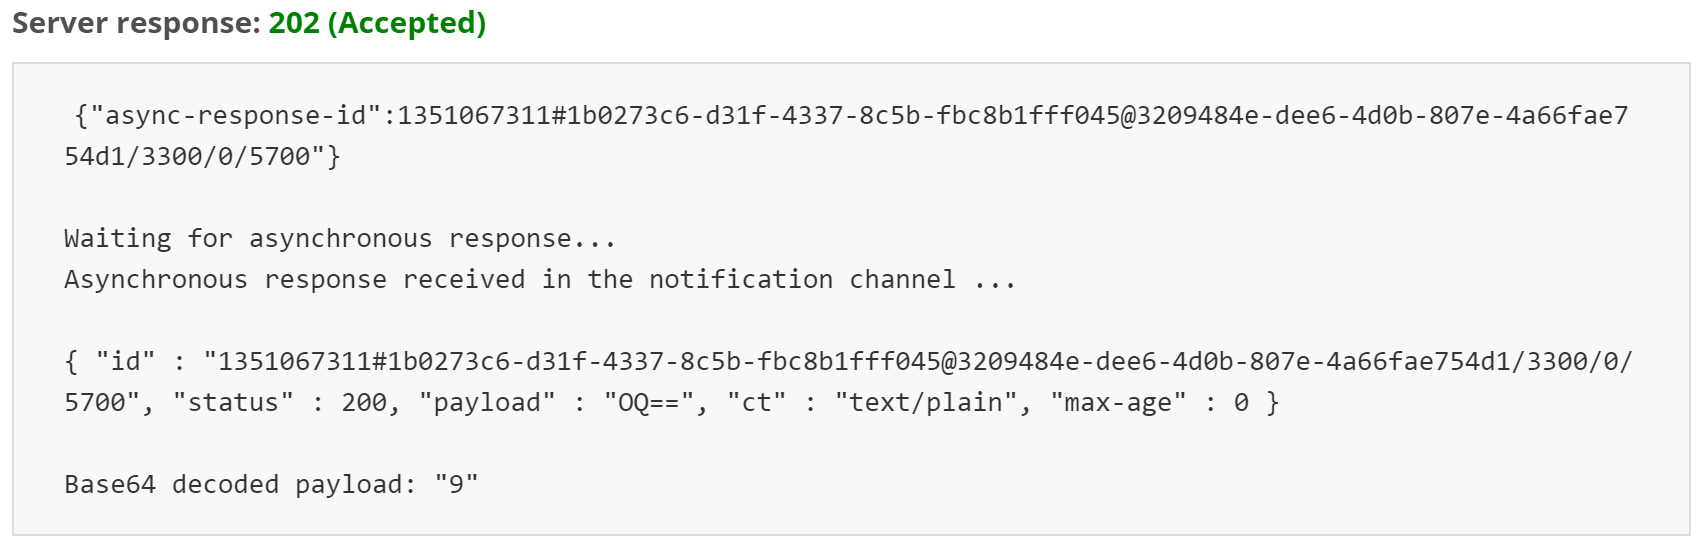 Server response: 202 (Accepted)
{"async-response-id":1351067311#1b0273c6-d31f-4337-8c5b-fbc8b1fff045@3209484e-dee6-4d0b-807e-4a66fae7
54d1/3300/0/5700"}
Waiting for asynchronous response...
Asynchronous response received in the notification channel ...
{ "id" : "1351067311#1b0273c6-d31f-4337-8c5b-fbc8b1fff045@3209484e-dee6-4d0b-807e-4a66fae754d1/3300/0/
5700", "status" : 200, "payload" : "OQ==", "ct" : "text/plain", "max-age" : 0 }
Base64 decoded payload: "9"